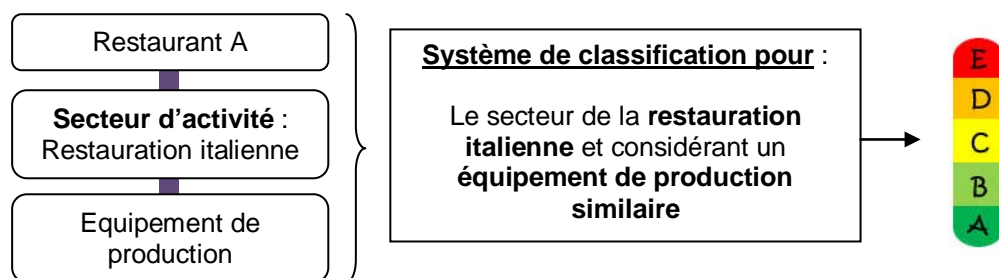 Restaurant A
Secteur d’activité :
Restauration italienne
Equipement de
production
Système de classification pour :
Le secteur de la restauration
italienne et considérant un
équipement de production
similaire
E
D
C
B
A